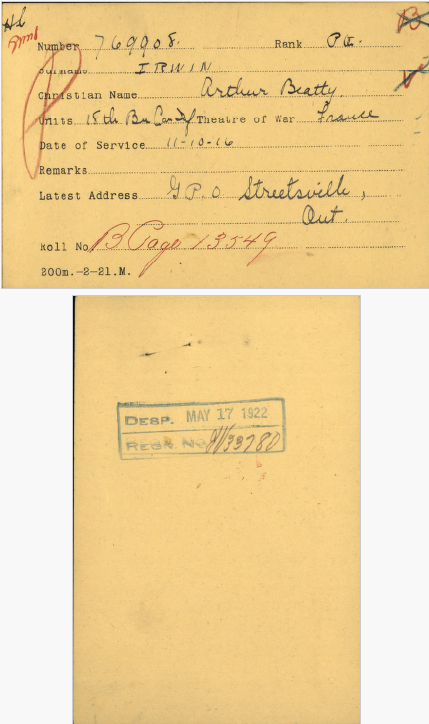 Number 769908. Rank Pte.
Surname IRWIN
Christian Name Arthur Beatty
Units 15th Bn Can Inf Theatre of War France
Date of Service 11-10-16
Remarks
Latest Address G.P.O Streetsville,
Ont.
Roll No B Page 13549
200m.-2-21.M.
DESP. MAY 17 1922
REGN. No 33780